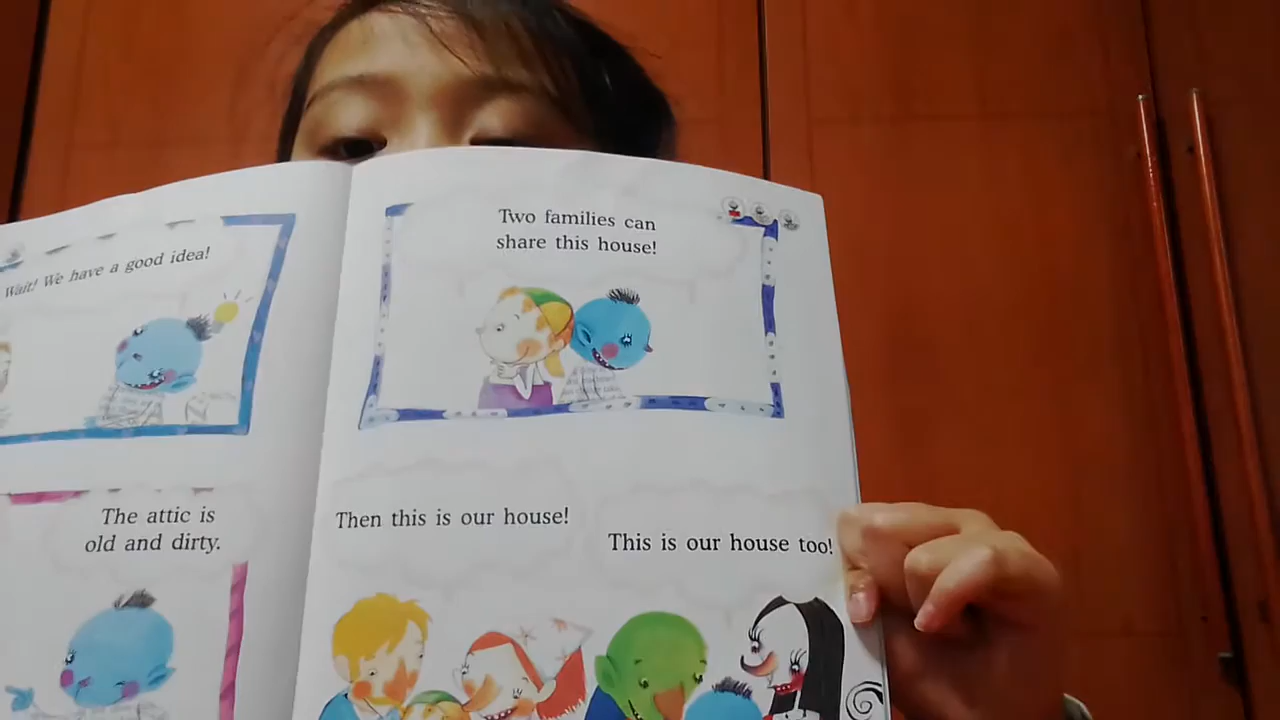 Wait! We have a good idea!
The attic is
old and dirty.
Two families can
share this house!
Then this is our house!
This is our house too!